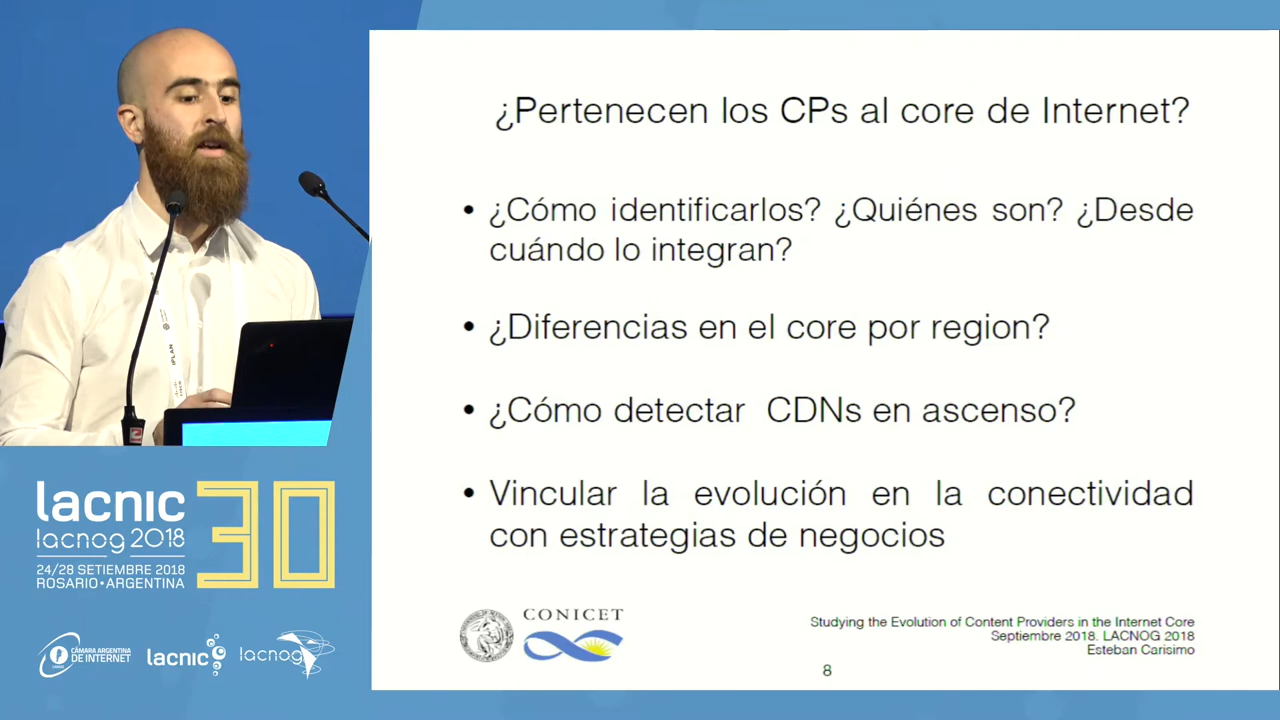 ¿Pertenecen los CPs al core de Internet?
• ¿Cómo identificarlos? ¿Quiénes son? ¿Desde
cuándo lo integran?
• ¿Diferencias en el core por region?
• ¿Cómo detectar CDNs en ascenso?
• Vincular la evolución en la conectividad
con estrategias de negocios
CONICET
Studying the Evolution of Content Providers in the Internet Core
Septiembre 2018. LACNOG 2018
Esteban Carisimo
8
IPLAN
lacnic 30
lacnog 2018
24/28 SETIEMBRE 2018
ROSARIO•ARGENTINA
CÁMARA ARGENTINA
DE INTERNET
lacnic
lacnog